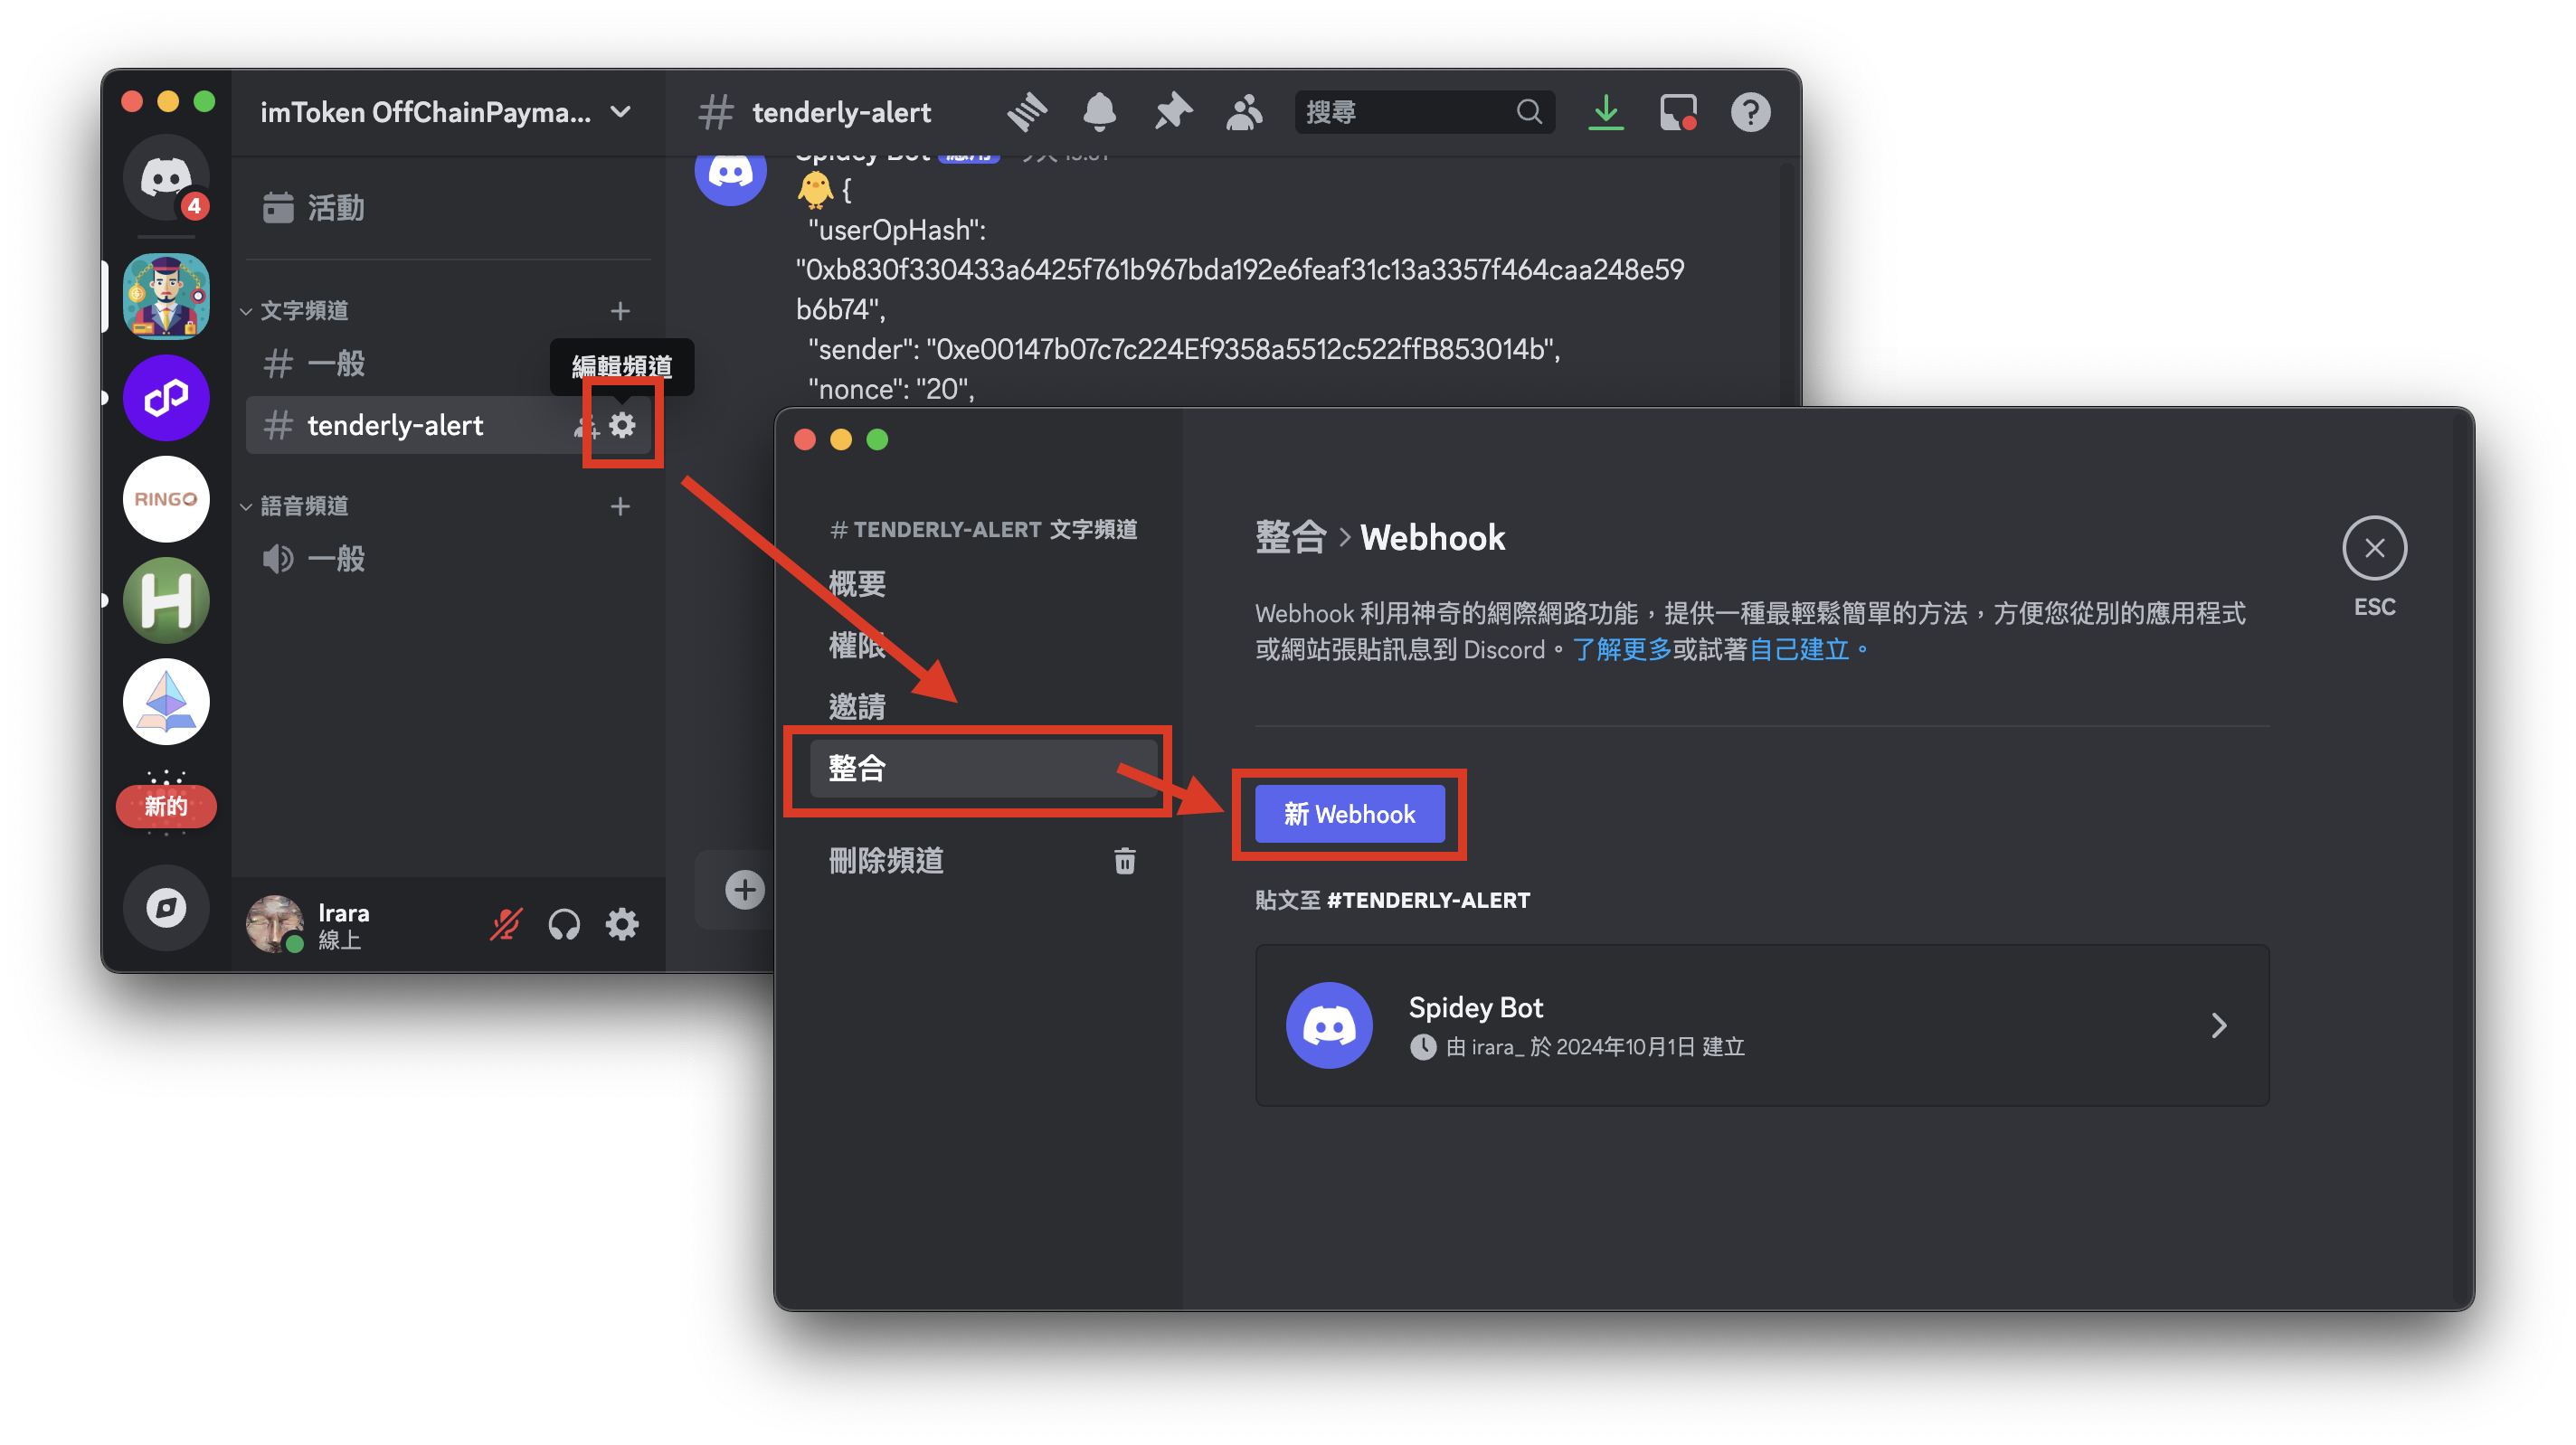 imToken OffChainPayma...
# tenderly-alert
搜尋
4
活動
文字頻道
# 一般
編輯頻道
# tenderly-alert
語音頻道
一般
RINGO
H
新的
Irara
線上
Spidey Bot 應用
{
"userOpHash":
"0xb830f330433a6425f761b967bda192e6feaf31c13a3357f464caa248e59
b6b74",
"sender": "0xe00147b07c7c224Ef9358a5512c522ffB853014b",
"nonce": "20",
# TENDERLY-ALERT 文字頻道
概要
權限
邀請
整合
刪除頻道
整合 > Webhook
ESC
Webhook 利用神奇的網際網路功能，提供一種最輕鬆簡單的方法，方便您從別的應用程式
或網站張貼訊息到 Discord。了解更多或試著自己建立。
新 Webhook
貼文至 #TENDERLY-ALERT
Spidey Bot
由 irara_ 於 2024年10月1日 建立